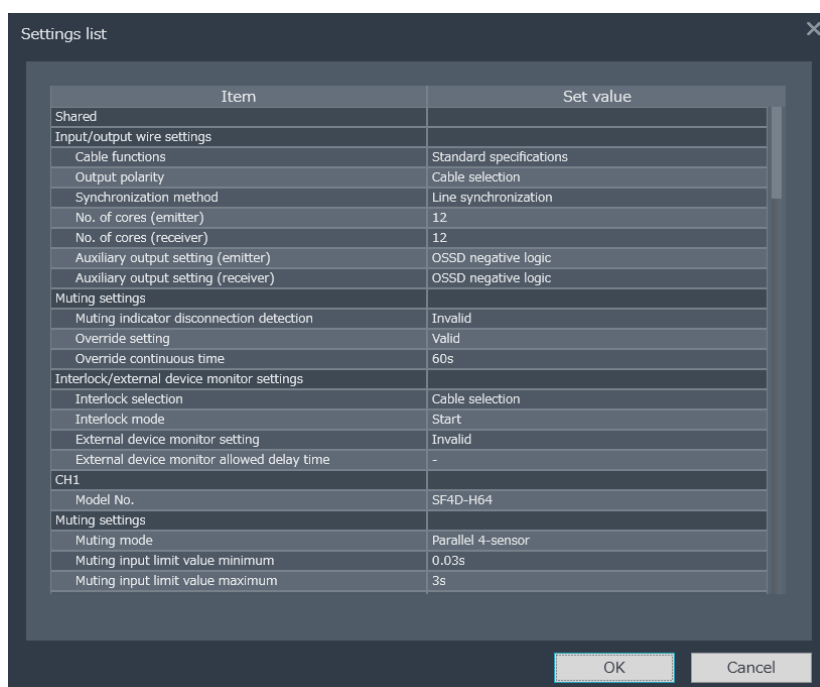 Settings list
Item Set value
Shared
Input/output wire settings
Cable functions Standard specifications
Output polarity Cable selection
Synchronization method Line synchronization
No. of cores (emitter) 12
No. of cores (receiver) 12
Auxiliary output setting (emitter) OSSD negative logic
Auxiliary output setting (receiver) OSSD negative logic
Muting settings
Muting indicator disconnection detection Invalid
Override setting Valid
Override continuous time 60s
Interlock/external device monitor settings
Interlock selection Cable selection
Interlock mode Start
External device monitor setting Invalid
External device monitor allowed delay time -
CH1
Model No. SF4D-H64
Muting settings
Muting mode Parallel 4-sensor
Muting input limit value minimum 0.03s
Muting input limit value maximum 3s
OK Cancel